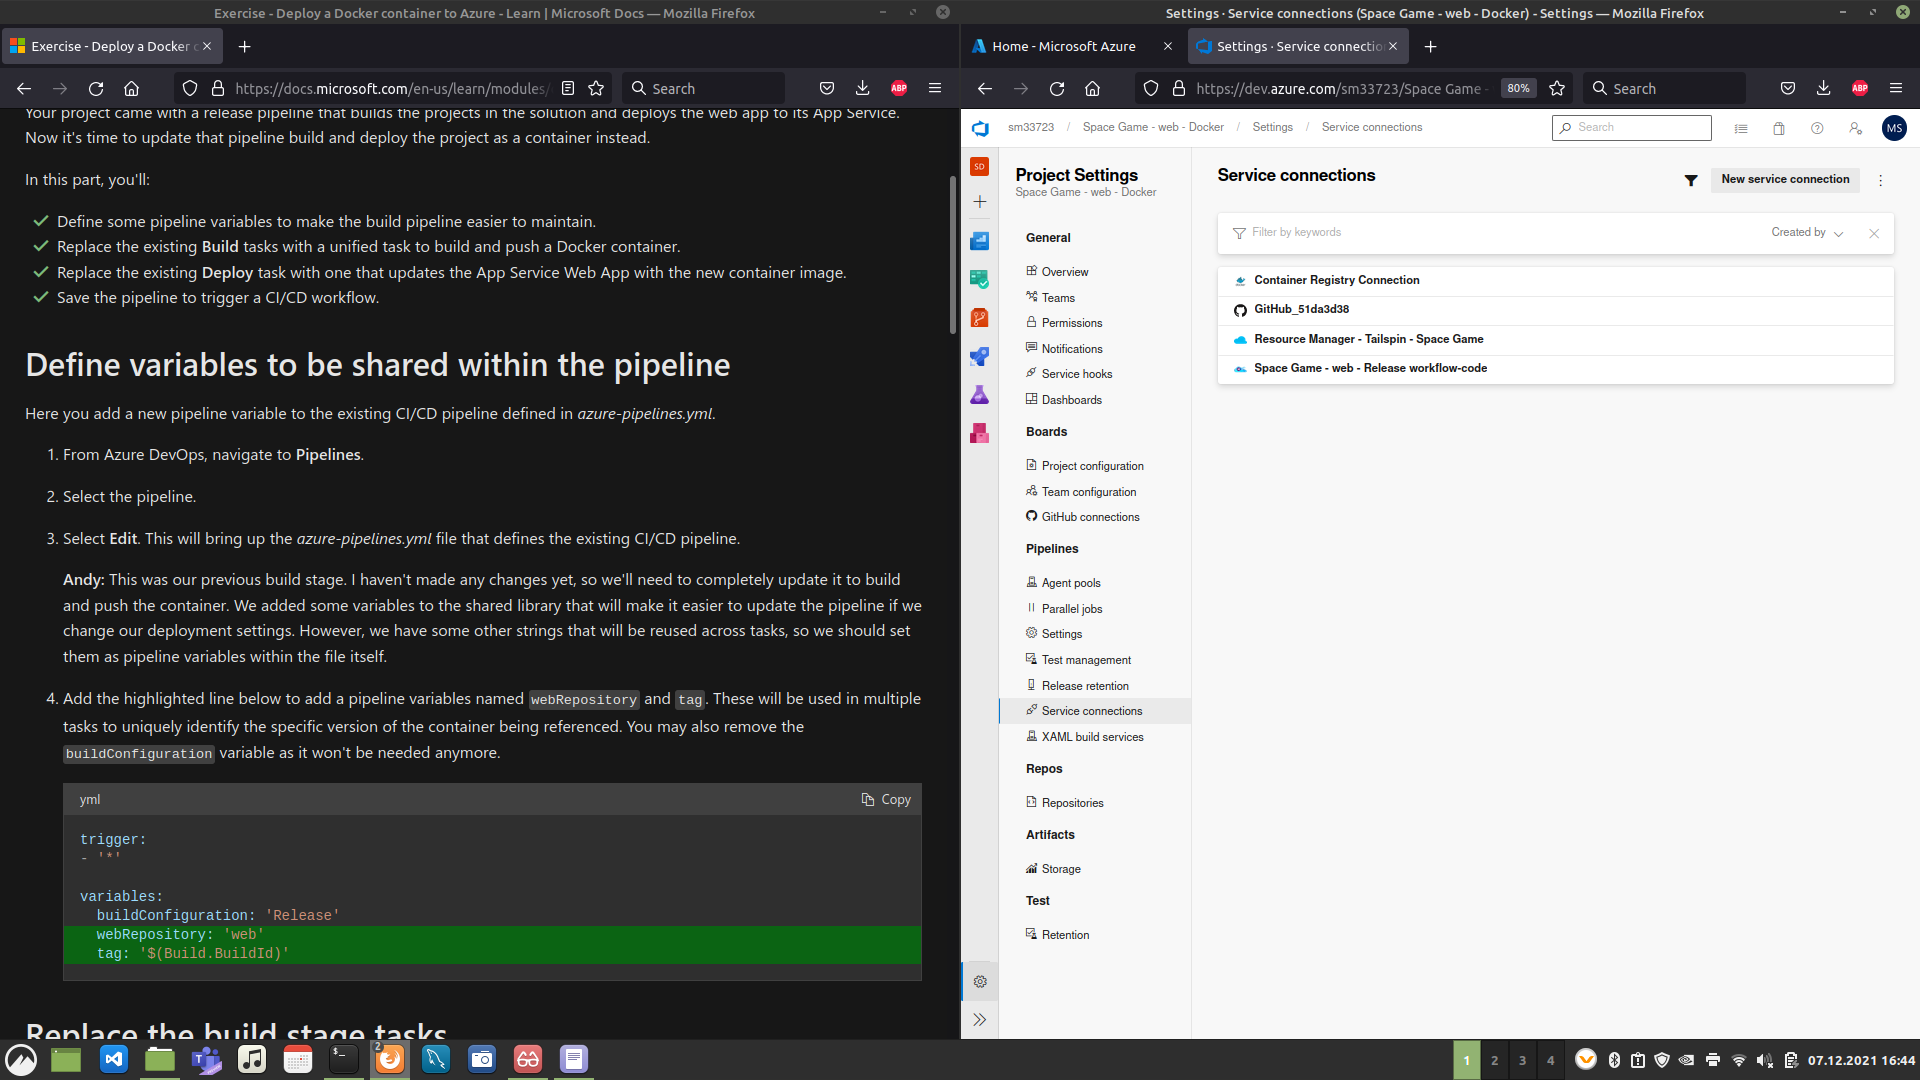 Exercise - Deploy a Docker container to Azure - Learn | Microsoft Docs — Mozilla Firefox
Exercise - Deploy a Docker c
https://docs.microsoft.com/en-us/learn/modules/
Search
ABP
Your project came with a release pipeline that builds the projects in the solution and deploys the web app to its App Service.
Now it's time to update that pipeline build and deploy the project as a container instead.
In this part, you'll:
Define some pipeline variables to make the build pipeline easier to maintain.
Replace the existing Build tasks with a unified task to build and push a Docker container.
Replace the existing Deploy task with one that updates the App Service Web App with the new container image.
Save the pipeline to trigger a CI/CD workflow.
Define variables to be shared within the pipeline
Here you add a new pipeline variable to the existing CI/CD pipeline defined in azure-pipelines.yml.
1. From Azure DevOps, navigate to Pipelines.
2. Select the pipeline.
3. Select Edit. This will bring up the azure-pipelines.yml file that defines the existing CI/CD pipeline.
Andy: This was our previous build stage. I haven't made any changes yet, so we'll need to completely update it to build
and push the container. We added some variables to the shared library that will make it easier to update the pipeline if we
change our deployment settings. However, we have some other strings that will be reused across tasks, so we should set
them as pipeline variables within the file itself.
4. Add the highlighted line below to add a pipeline variables named webRepository and tag. These will be used in multiple
tasks to uniquely identify the specific version of the container being referenced. You may also remove the
buildConfiguration variable as it won't be needed anymore.
yml
Copy
trigger:
- '*'
variables:
buildConfiguration: 'Release'
webRepository: 'web'
tag: '$(Build.BuildId)'
Replace the build stage tasks
Settings · Service connections (Space Game - web - Docker) - Settings — Mozilla Firefox
Home - Microsoft Azure
Settings · Service connectio
https://dev.azure.com/sm33723/Space Game -
80%
Search
ABP
sm33723 / Space Game - web - Docker / Settings / Service connections
Search
MS
SD
Project Settings
Space Game - web - Docker
General
Overview
Teams
Permissions
Notifications
Service hooks
Dashboards
Boards
Project configuration
Team configuration
GitHub connections
Pipelines
Agent pools
Parallel jobs
Settings
Test management
Release retention
Service connections
XAML build services
Repos
Repositories
Artifacts
Storage
Test
Retention
Service connections
New service connection
Filter by keywords
Created by
Container Registry Connection
GitHub_51da3d38
Resource Manager - Tailspin - Space Game
Space Game - web - Release workflow-code
2
1 2 3 4
07.12.2021 16:44